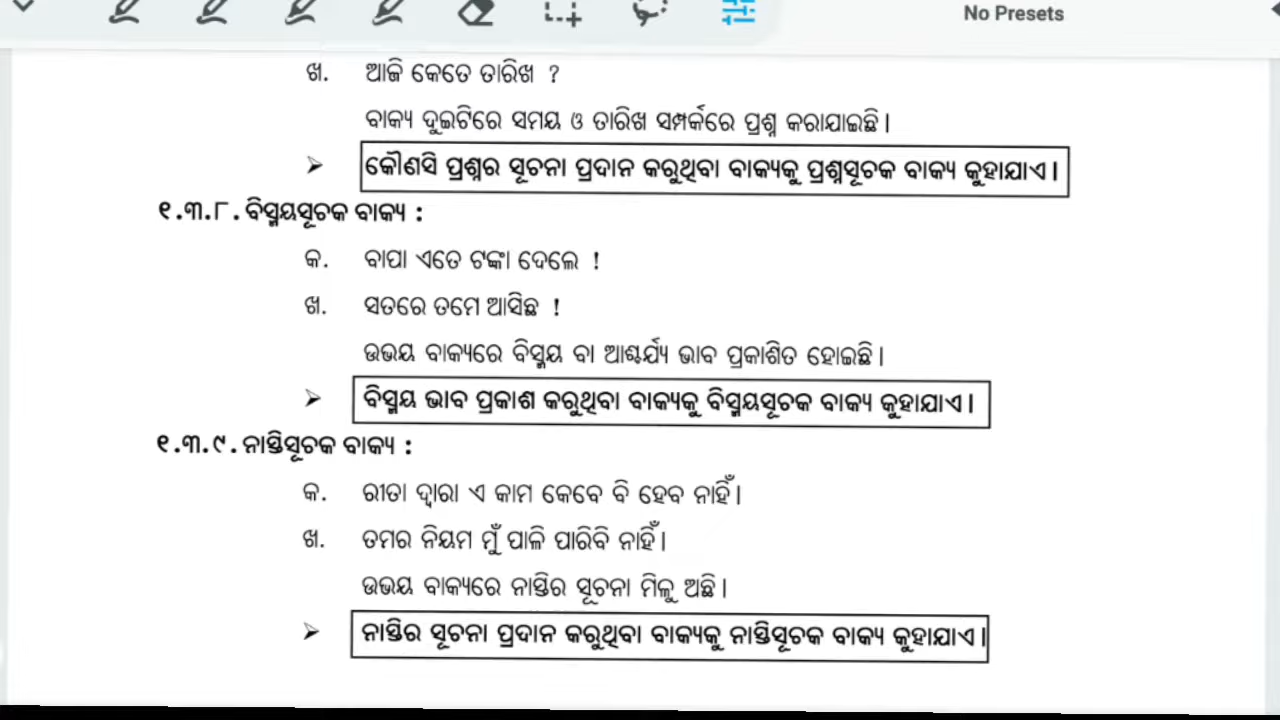 No Presets
ଖ. ଆଜି କେତେ ତାରିଖ ?
ବାକ୍ୟ ଦୁଇଟିରେ ସମୟ ଓ ତାରିଖ ସମ୍ପର୍କରେ ପ୍ରଶ୍ନ କରାଯାଇଛି ।
➢ କୌଣସି ପ୍ରଶ୍ନର ସୂଚନା ପ୍ରଦାନ କରୁଥିବା ବାକ୍ୟକୁ ପ୍ରଶ୍ନସୂଚକ ବାକ୍ୟ କୁହାଯାଏ ।
୧.୩.୮. ବିସ୍ମୟସୂଚକ ବାକ୍ୟ :
କ. ବାପା ଏତେ ଟଙ୍କା ଦେଲେ !
ଖ. ସତରେ ତମେ ଆସିଛ !
ଉଭୟ ବାକ୍ୟରେ ବିସ୍ମୟ ବା ଆଶ୍ଚର୍ଯ୍ୟ ଭାବ ପ୍ରକାଶିତ ହୋଇଛି ।
➢ ବିସ୍ମୟ ଭାବ ପ୍ରକାଶ କରୁଥିବା ବାକ୍ୟକୁ ବିସ୍ମୟସୂଚକ ବାକ୍ୟ କୁହାଯାଏ ।
୧.୩.୯. ନାସ୍ତିସୂଚକ ବାକ୍ୟ :
କ. ରୀତା ଦ୍ୱାରା ଏ କାମ କେବେ ବି ହେବ ନାହିଁ ।
ଖ. ତମର ନିୟମ ମୁଁ ପାଳି ପାରିବି ନାହିଁ ।
ଉଭୟ ବାକ୍ୟରେ ନାସ୍ତିର ସୂଚନା ମିଳୁ ଅଛି ।
➢ ନାସ୍ତିର ସୂଚନା ପ୍ରଦାନ କରୁଥିବା ବାକ୍ୟକୁ ନାସ୍ତିସୂଚକ ବାକ୍ୟ କୁହାଯାଏ ।